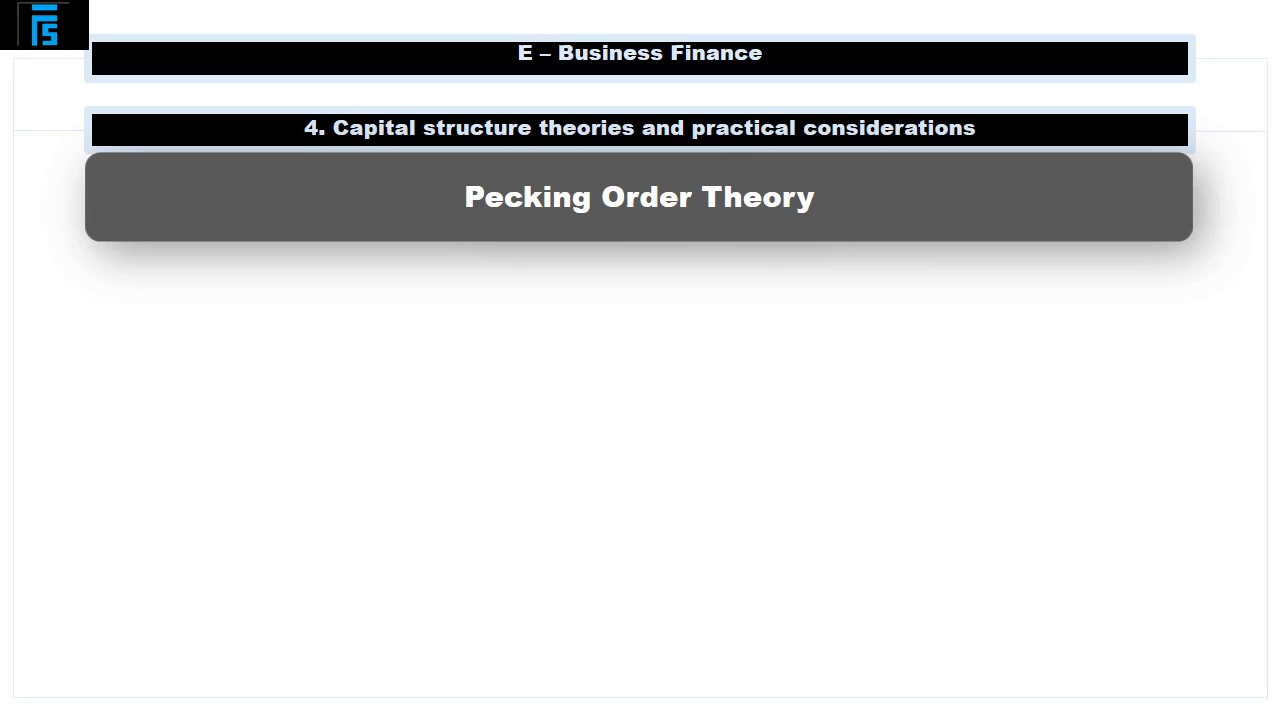 E – Business Finance
4. Capital structure theories and practical considerations
Pecking Order Theory